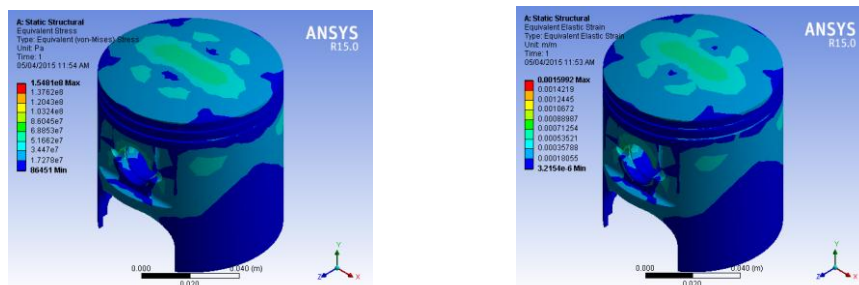 A: Static Structural
Equivalent Stress
Type: Equivalent (von-Mises) Stress
Unit: Pa
Time: 1
05/04/2015 11:54 AM
ANSYS
R15.0
1.5481e8 Max
1.3762e8
1.2043e8
1.0324e8
8.6045e7
6.8853e7
5.1662e7
3.447e7
1.7278e7
86451 Min
0.000
0.040 (m)
0.020
Y
Z
X
A: Static Structural
Equivalent Elastic Strain
Type: Equivalent Elastic Strain
Unit: m/m
Time: 1
05/04/2015 11:53 AM
ANSYS
R15.0
0.0015992 Max
0.0014219
0.0012445
0.0010672
0.00088987
0.00071254
0.00053521
0.00035788
0.00018055
3.2154e-6 Min
0.000
0.040 (m)
0.020
Y
Z
X